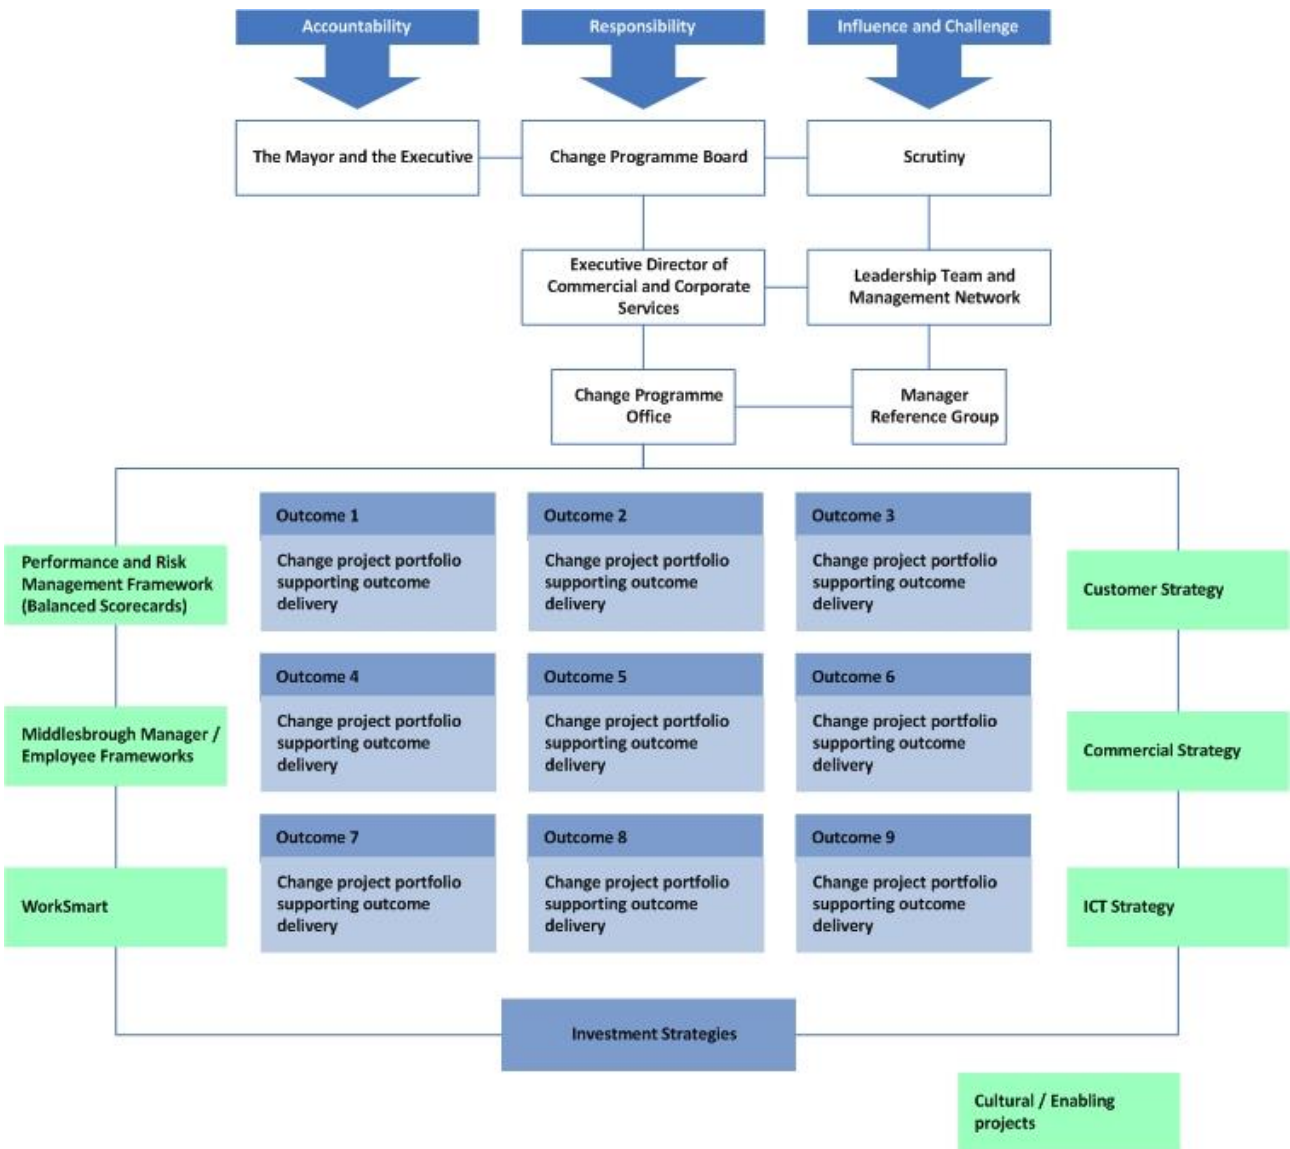 Accountability
Responsibility
Influence and Challenge
The Mayor and the Executive
Change Programme Board
Scrutiny
Executive Director of
Commercial and Corporate
Services
Leadership Team and
Management Network
Change Programme
Office
Manager
Reference Group
Outcome 1
Change project portfolio
supporting outcome
delivery
Outcome 2
Change project portfolio
supporting outcome
delivery
Outcome 3
Change project portfolio
supporting outcome
delivery
Performance and Risk
Management Framework
(Balanced Scorecards)
Customer Strategy
Outcome 4
Change project portfolio
supporting outcome
delivery
Outcome 5
Change project portfolio
supporting outcome
delivery
Outcome 6
Change project portfolio
supporting outcome
delivery
Middlesbrough Manager /
Employee Frameworks
Commercial Strategy
Outcome 7
Change project portfolio
supporting outcome
delivery
Outcome 8
Change project portfolio
supporting outcome
delivery
Outcome 9
Change project portfolio
supporting outcome
delivery
WorkSmart
ICT Strategy
Investment Strategies
Cultural / Enabling
projects